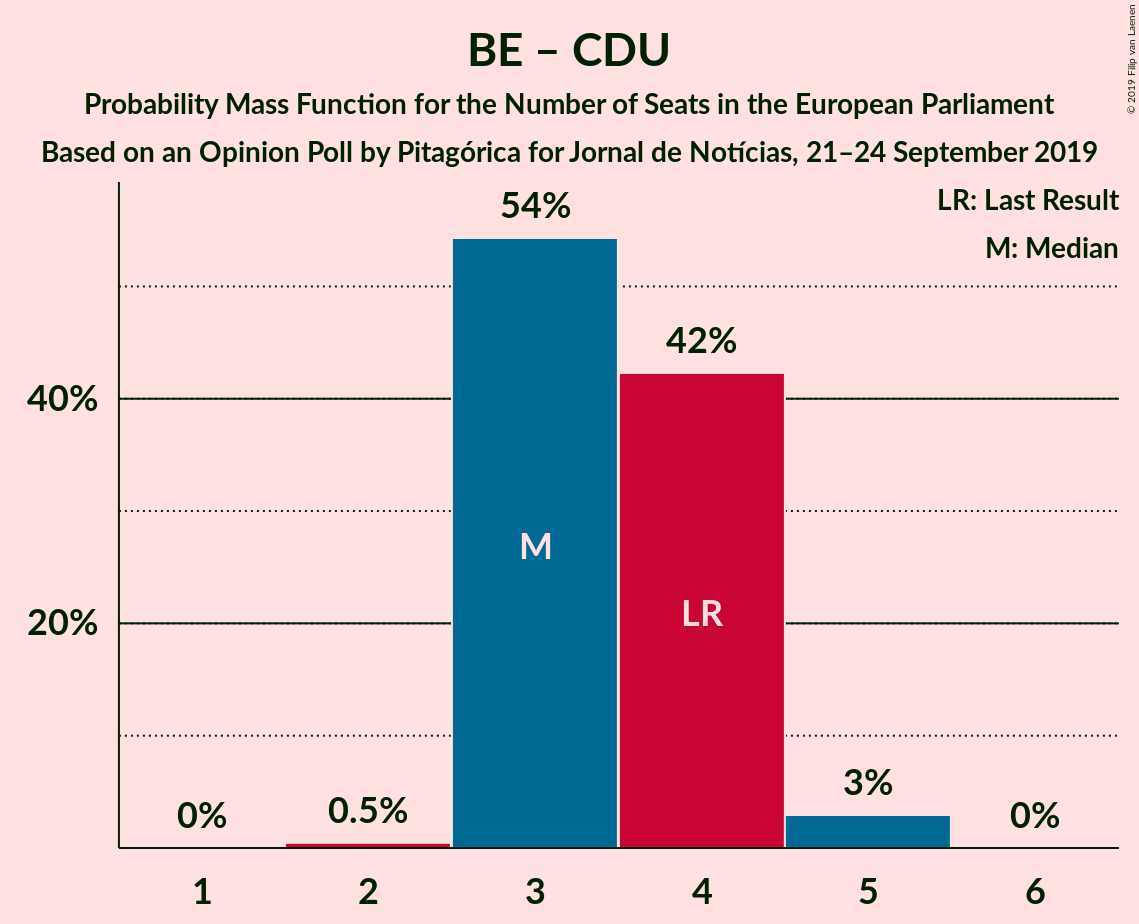 BE – CDU
Probability Mass Function for the Number of Seats in the European Parliament
Based on an Opinion Poll by Pitagórica for Jornal de Notícias, 21–24 September 2019
© 2019 Filip van Laenen
LR: Last Result
M: Median
54%
42%
40%
M
LR
20%
3%
0%
0.5%
0%
1 2 3 4 5 6